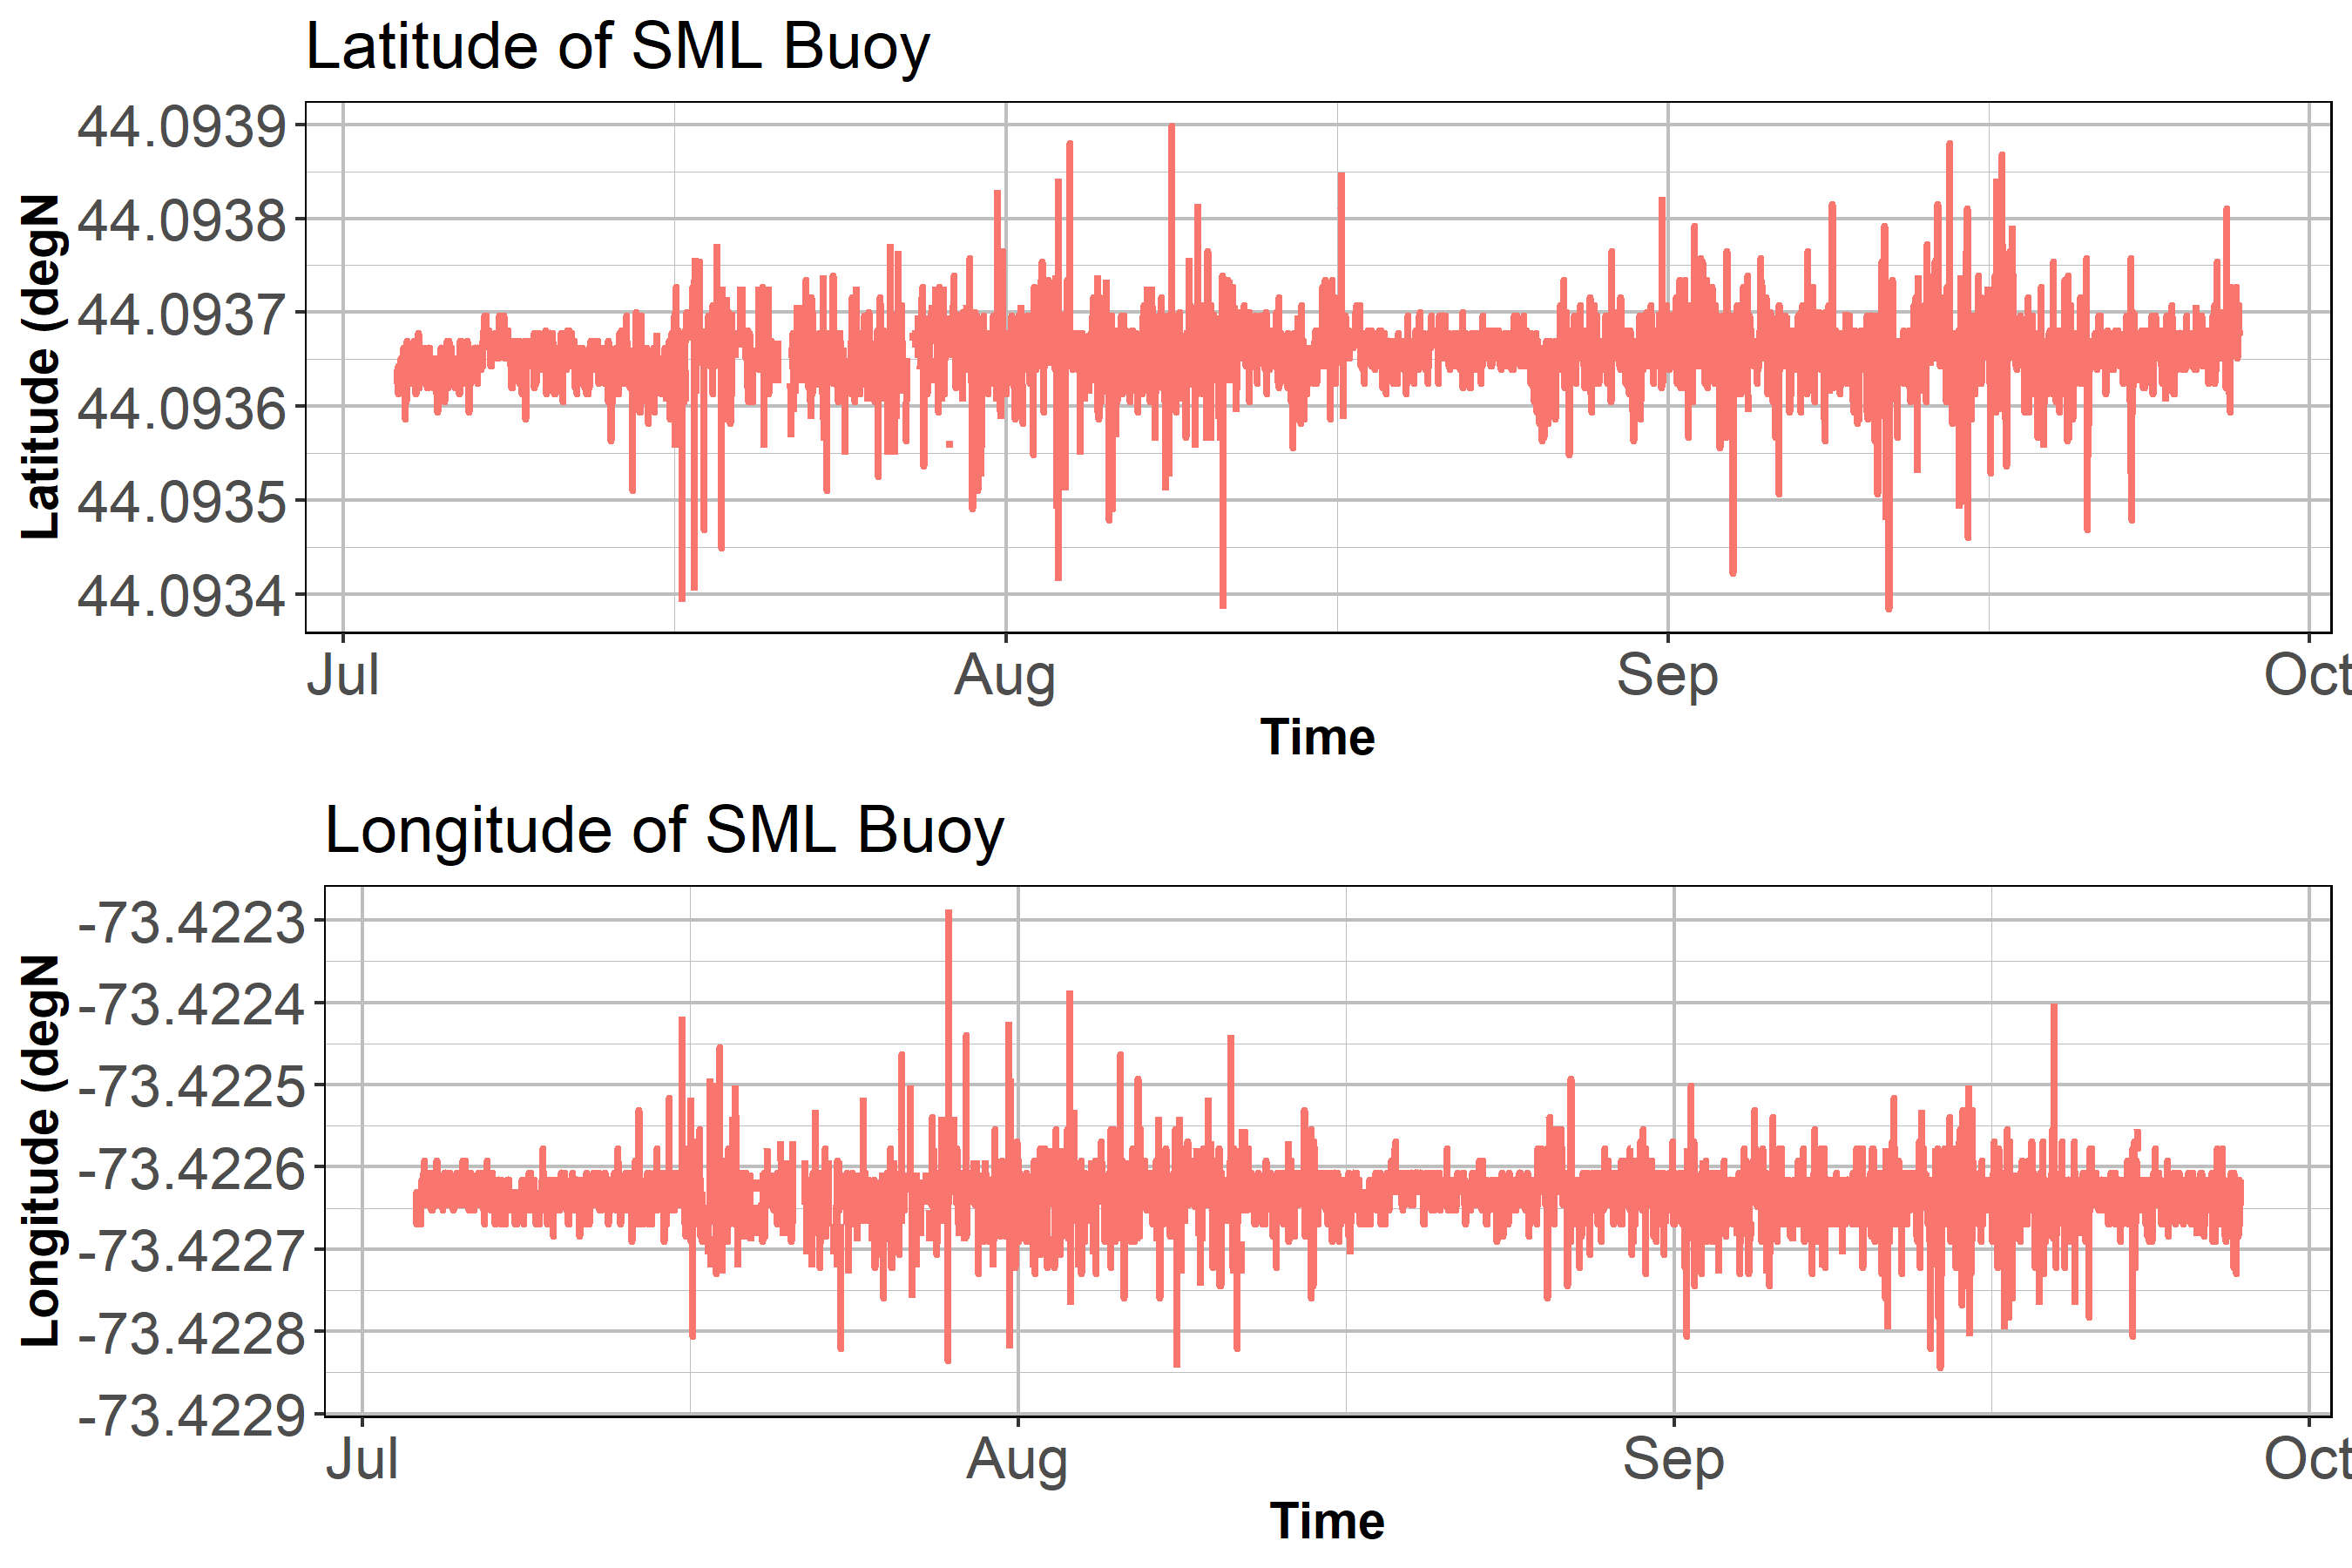 Latitude of SML Buoy
Latitude (degN
44.0939
44.0938
44.0937
44.0936
44.0935
44.0934
Jul Aug Sep Oct
Time
Longitude of SML Buoy
Longitude (degN
-73.4223
-73.4224
-73.4225
-73.4226
-73.4227
-73.4228
-73.4229
Jul Aug Sep Oct
Time